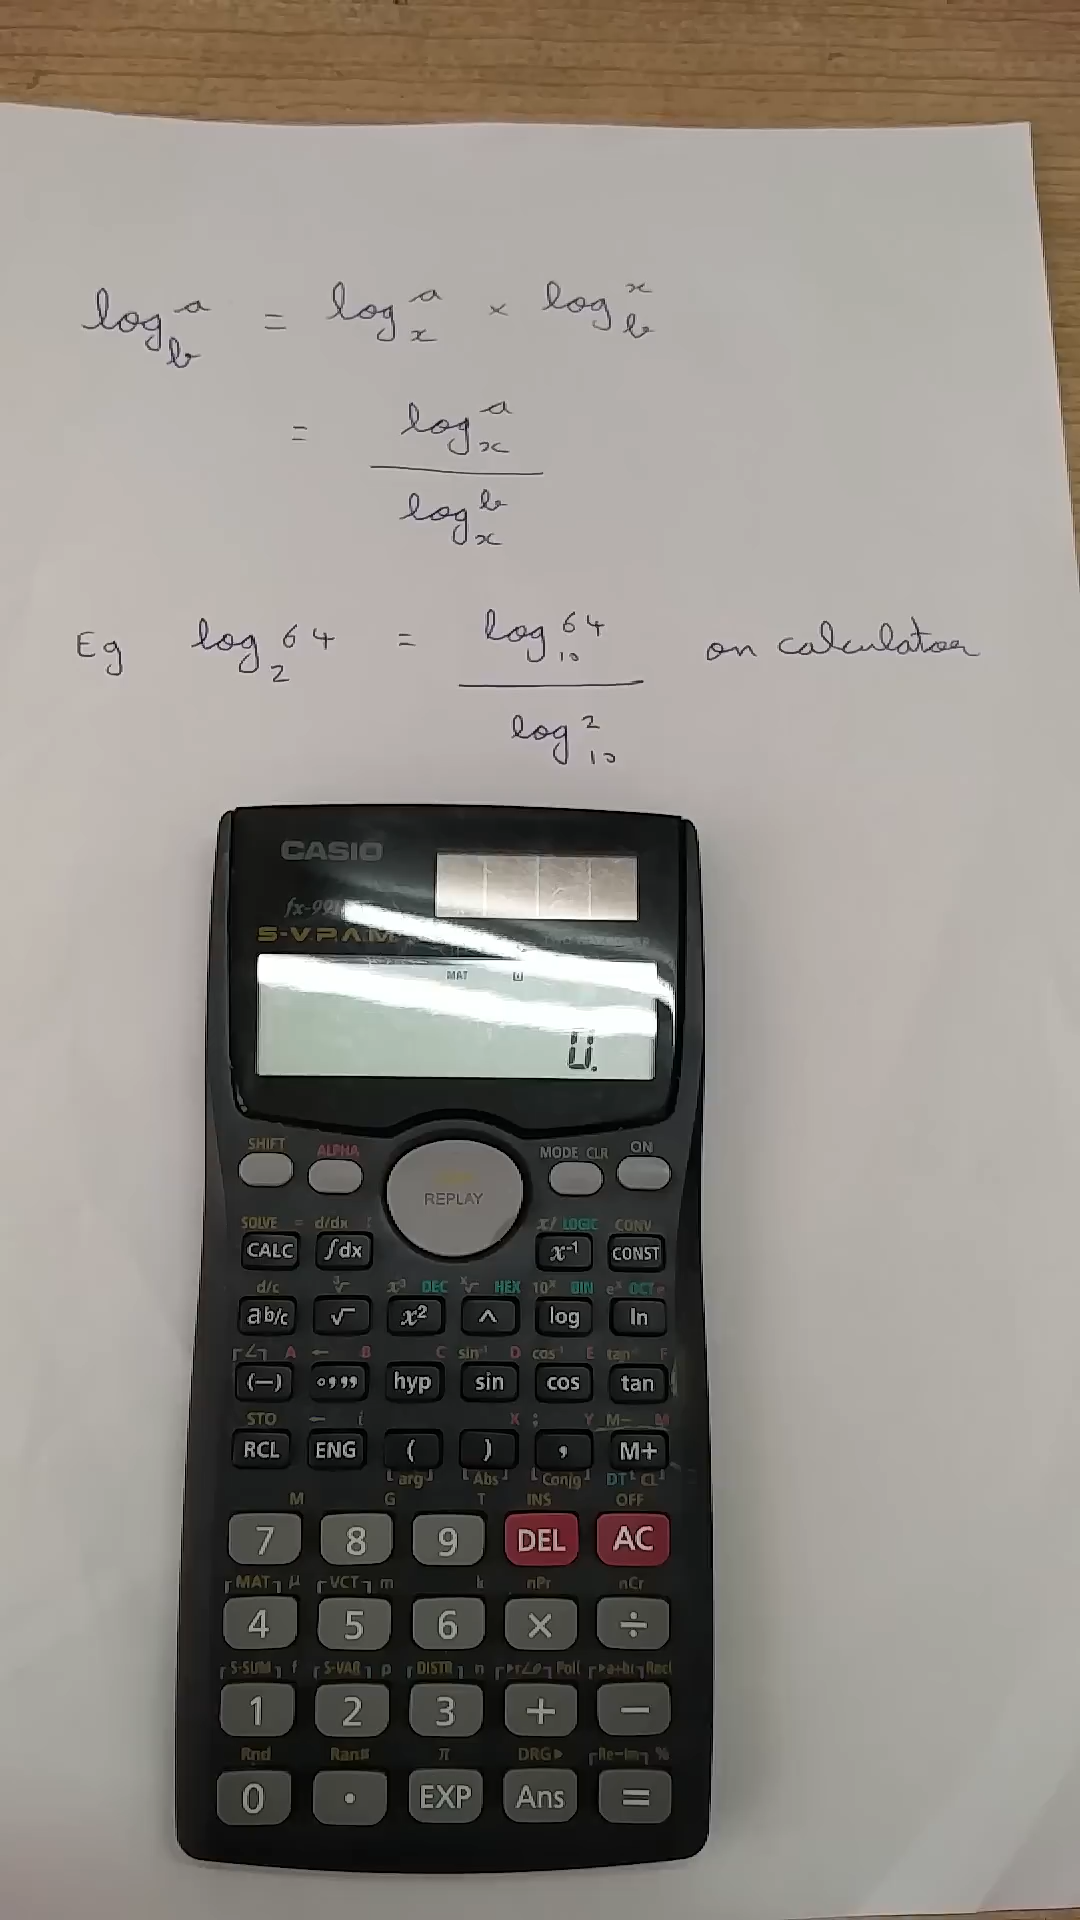 log_b^a = log_x^a × log_b^x
= log_x^a / log_x^b
Eg log_2^64 = log_10^64 / log_10^2 on calculator
CASIO
S-V.P.A.M.
MAT
0.
SHIFT ALPHA MODE CLR ON
REPLAY
SOLVE = d/dx : LOGIC CONV
CALC ∫dx x⁻¹ CONST
d/c ³√ x³ DEC ˣ√ HEX 10ˣ BIN eˣ OCT e
ab/c √ x² ^ log ln
∠ A ← B C sin⁻¹ D cos⁻¹ E tan⁻¹ F
(−) °,,, hyp sin cos tan
STO ← i X ; Y M− M
RCL ENG ( ) , M+
arg Abs Conjg DT CL
M G T INS OFF
7 8 9 DEL AC
MAT μ VCT m k nPr nCr
4 5 6 × ÷
S-SUM f S-VAR p DISTR n ▸r∠θ Pol( ▸a+bi Rec(
1 2 3 + −
Rnd Ran# π DRG▸ Re-Im %
0 . EXP Ans =